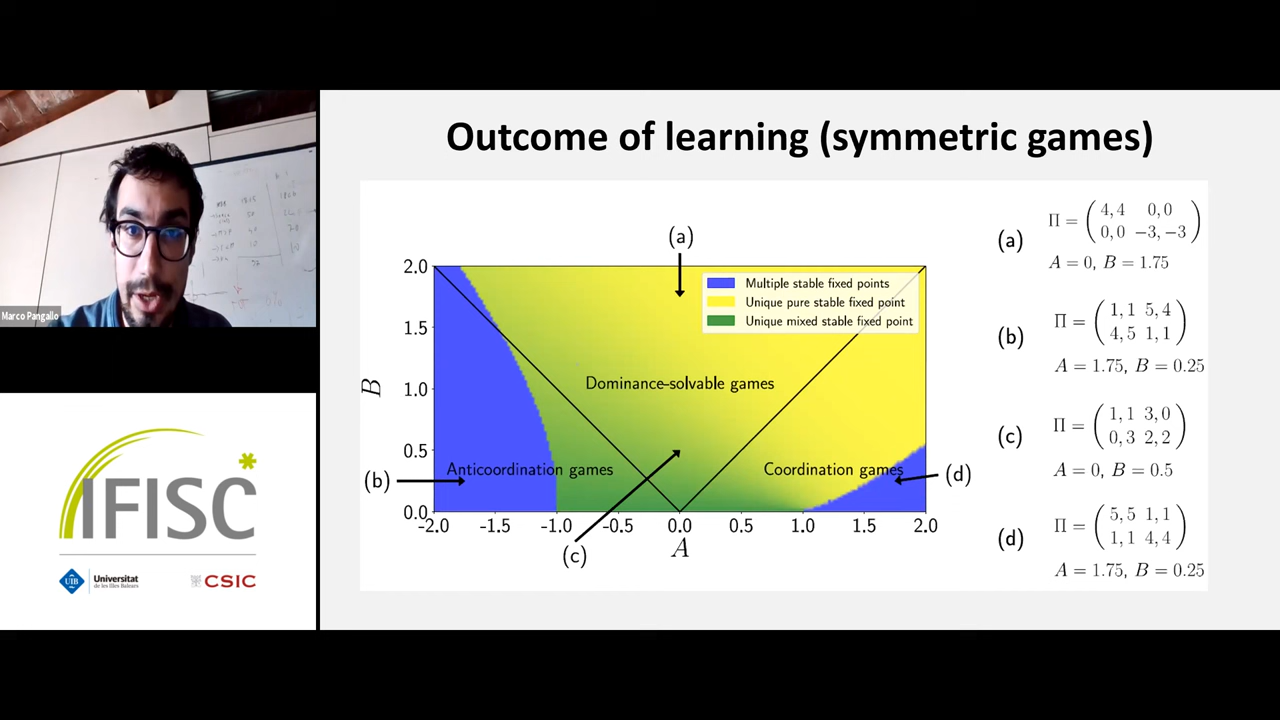 Outcome of learning (symmetric games)
Marco Pangallo
IFISC
UIB Universitat
de les Illes Balears
CSIC
(a)
2.0
1.5
1.0
0.5
0.0
B
-2.0 -1.5 -1.0 -0.5 0.0 0.5 1.0 1.5 2.0
A
Multiple stable fixed points
Unique pure stable fixed point
Unique mixed stable fixed point
Dominance-solvable games
Anticoordination games
Coordination games
(b)
(c)
(d)
(a) Π = ( 4, 4 0, 0
0, 0 −3, −3 )
A = 0, B = 1.75
(b) Π = ( 1, 1 5, 4
4, 5 1, 1 )
A = 1.75, B = 0.25
(c) Π = ( 1, 1 3, 0
0, 3 2, 2 )
A = 0, B = 0.5
(d) Π = ( 5, 5 1, 1
1, 1 4, 4 )
A = 1.75, B = 0.25